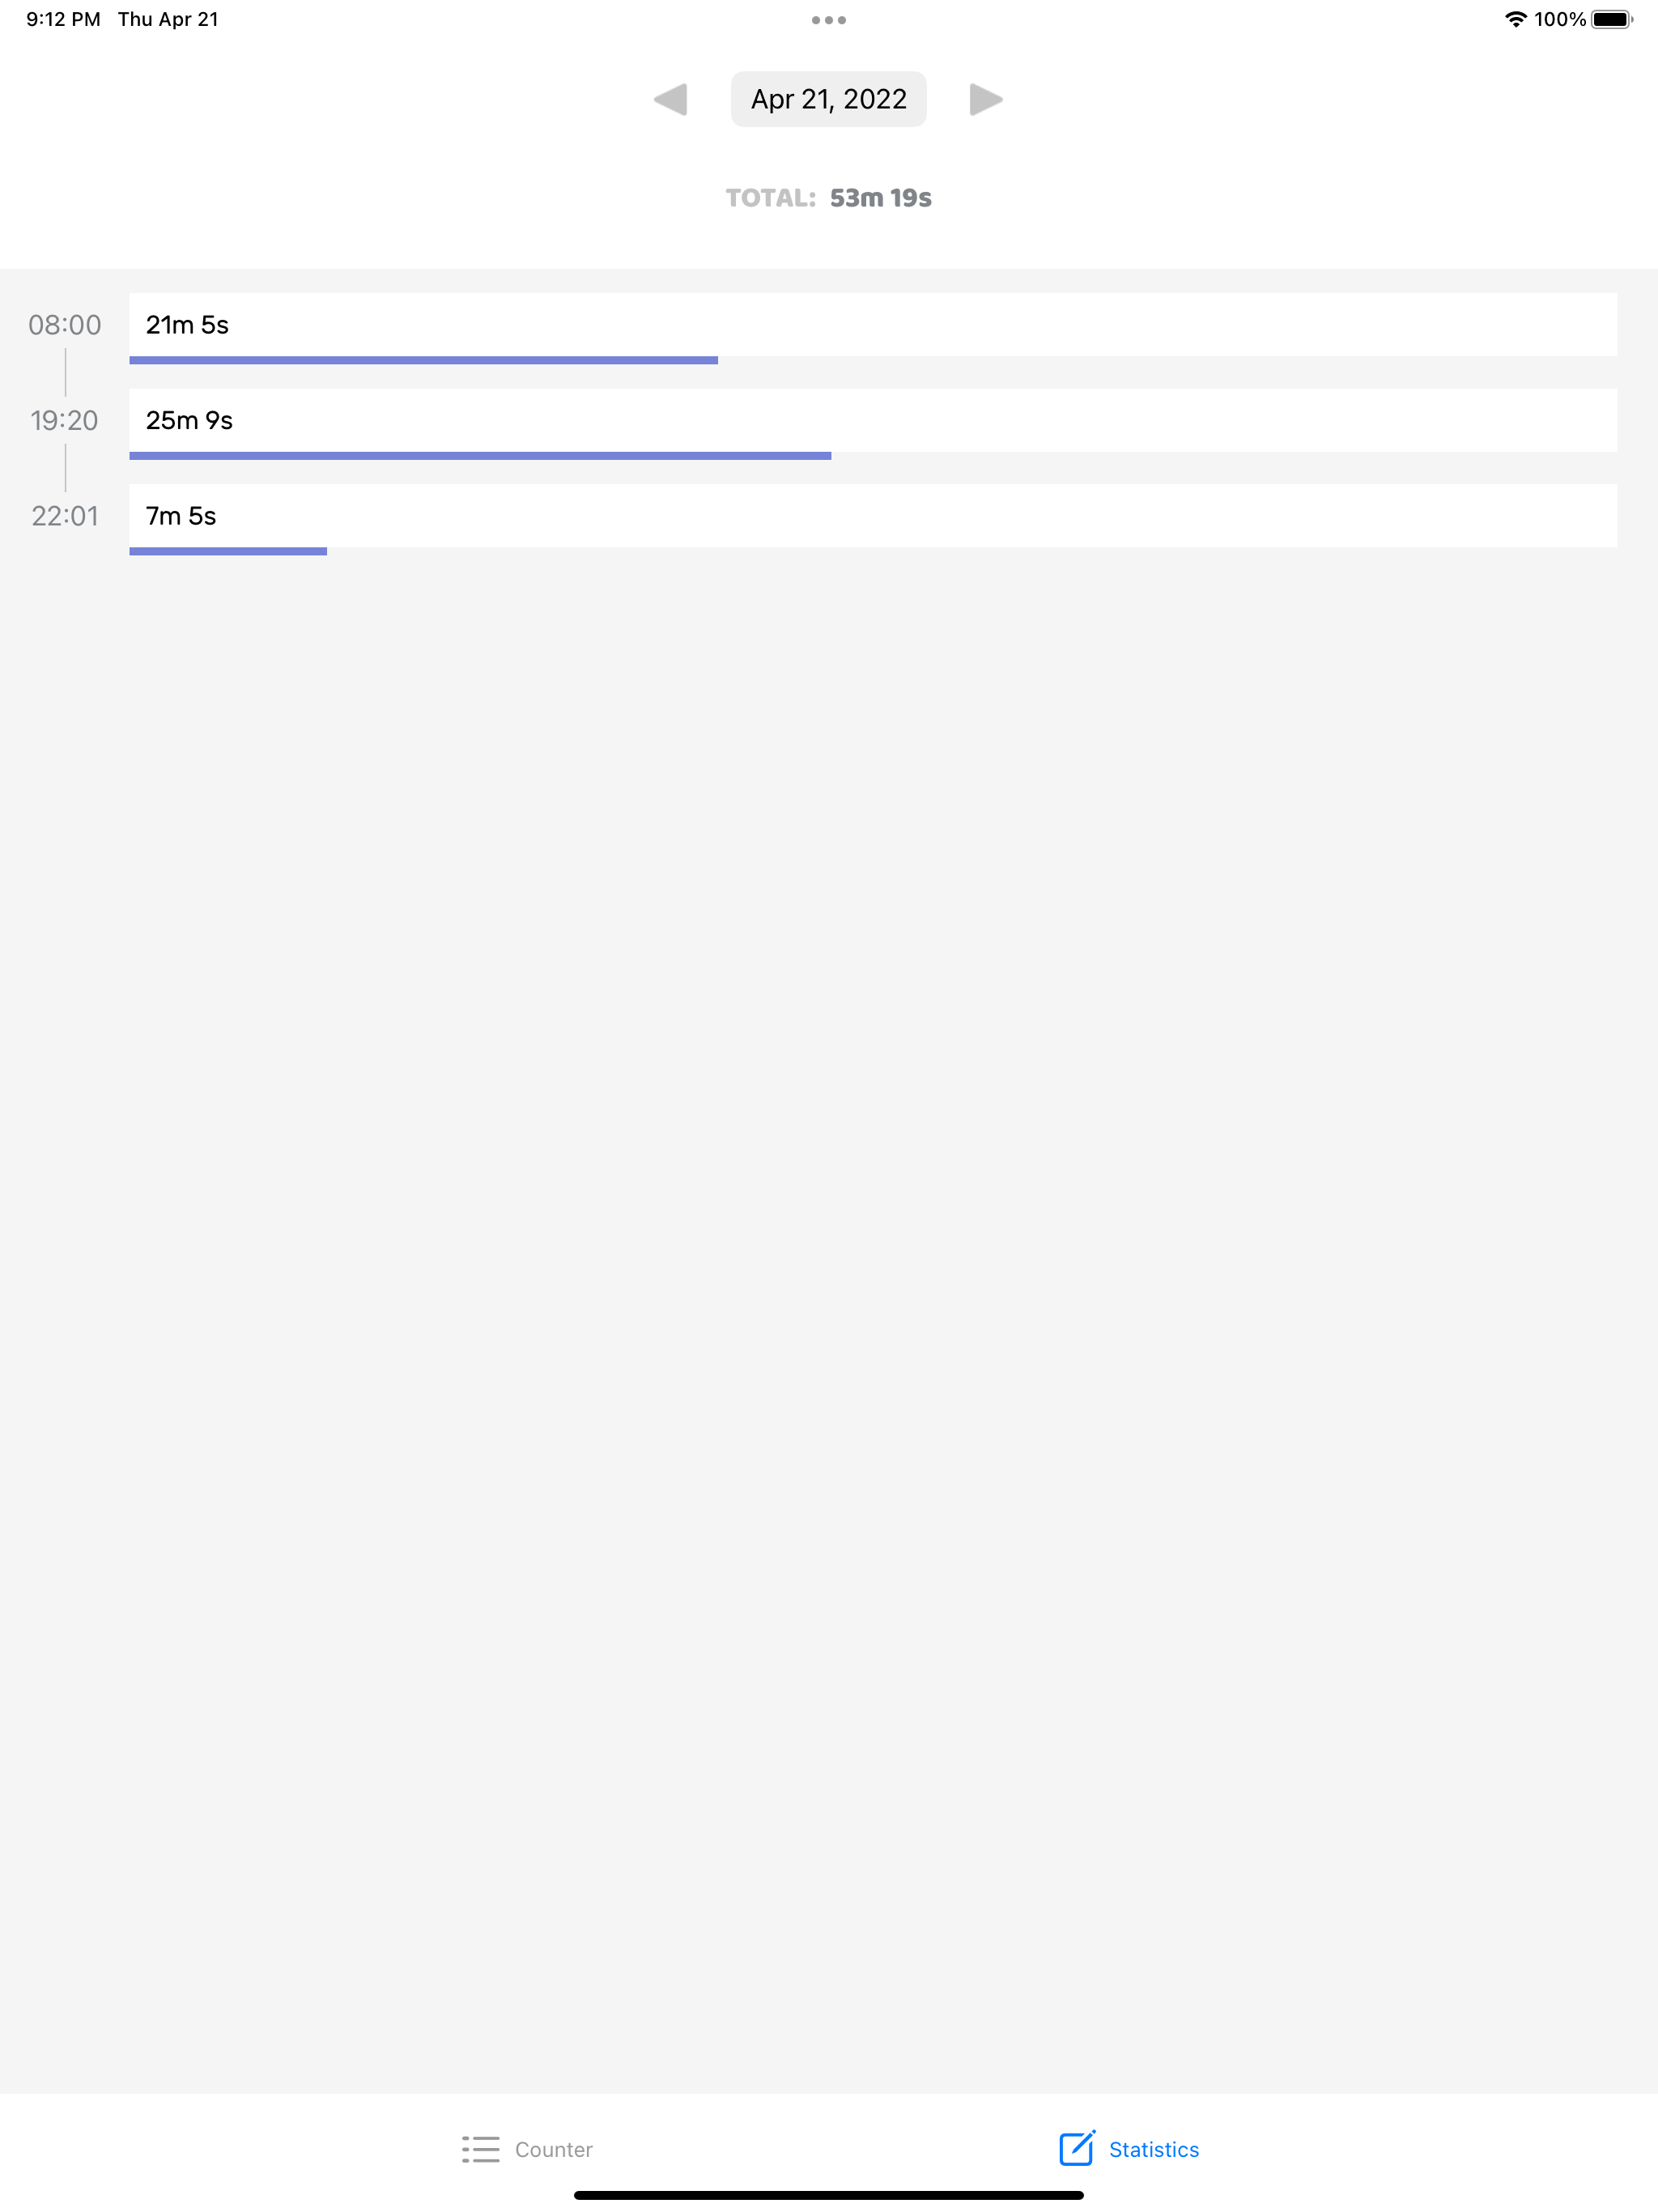 9:12 PM Thu Apr 21 100%
Apr 21, 2022
TOTAL: 53m 19s
08:00 21m 5s
19:20 25m 9s
22:01 7m 5s
Counter Statistics